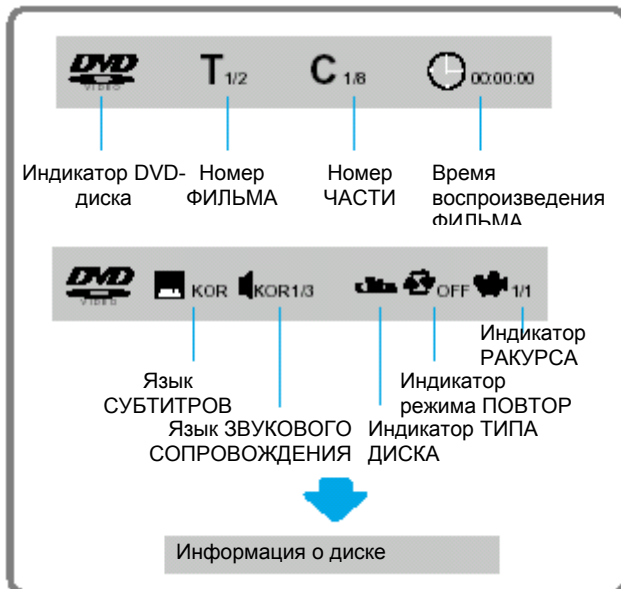 DVD VIDEO T 1/2 C 1/8 00:00:00
Индикатор DVD-диска
Номер ФИЛЬМА
Номер ЧАСТИ
Время воспроизведения ФИЛЬМА
DVD VIDEO KOR KOR1/3 OFF 1/1
Индикатор РАКУРСА
Язык СУБТИТРОВ
Индикатор режима ПОВТОР
Язык ЗВУКОВОГО СОПРОВОЖДЕНИЯ
Индикатор ТИПА ДИСКА
Информация о диске